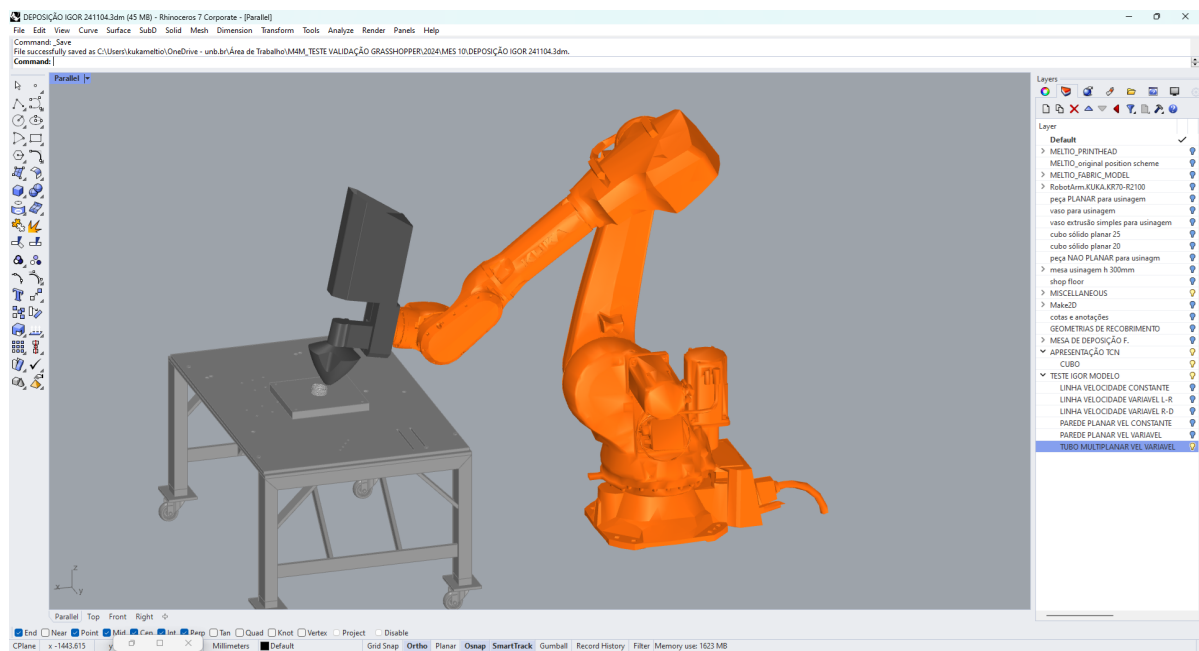 DEPOSIÇÃO IGOR 241104.3dm (45 MB) - Rhinoceros 7 Corporate - [Parallel]
File Edit View Curve Surface SubD Solid Mesh Dimension Transform Tools Analyze Render Panels Help
Command: _Save
File successfully saved as C:\Users\kukameltio\OneDrive - unb.br\Área de Trabalho\M4M_TESTE VALIDAÇÃO GRASSHOPPER\2024\MES 10\DEPOSIÇÃO IGOR 241104.3dm.
Command:
Parallel
Layers
Layer
Default
MELTIO_PRINTHEAD
MELTIO_original position scheme
MELTIO_FABRIC_MODEL
RobotArm.KUKA.KR70-R2100
peça PLANAR para usinagem
vaso para usinagem
vaso extrusão simples para usinagem
cubo sólido planar 25
cubo sólido planar 20
peça NAO PLANAR para usinagm
mesa usinagem h 300mm
shop floor
MISCELLANEOUS
Make2D
cotas e anotações
GEOMETRIAS DE RECOBRIMENTO
MESA DE DEPOSIÇÃO F.
APRESENTAÇÃO TCN
CUBO
TESTE IGOR MODELO
LINHA VELOCIDADE CONSTANTE
LINHA VELOCIDADE VARIAVEL L-R
LINHA VELOCIDADE VARIAVEL R-D
PAREDE PLANAR VEL CONSTANTE
PAREDE PLANAR VEL VARIAVEL
TUBO MULTIPLANAR VEL VARIAVEL
z
x y
Parallel Top Front Right
End Near Point Mid Cen Int Perp Tan Quad Knot Vertex Project Disable
CPlane x -1443.615 y Millimeters Default Grid Snap Ortho Planar Osnap SmartTrack Gumball Record History Filter Memory use: 1623 MB